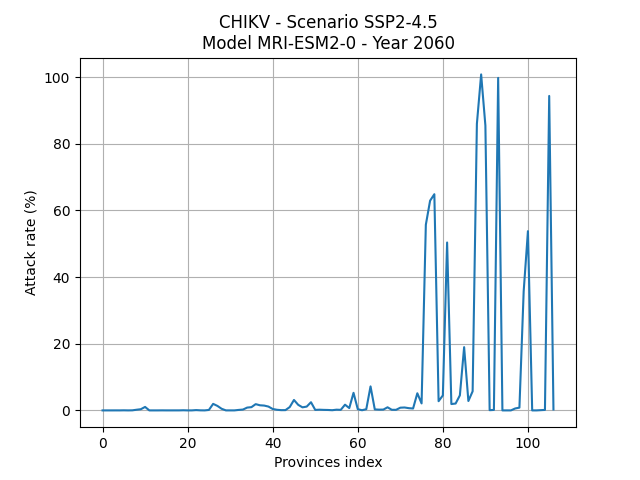 CHIKV - Scenario SSP2-4.5
Model MRI-ESM2-0 - Year 2060
100
80
60
40
20
0
Attack rate (%)
0 20 40 60 80 100
Provinces index